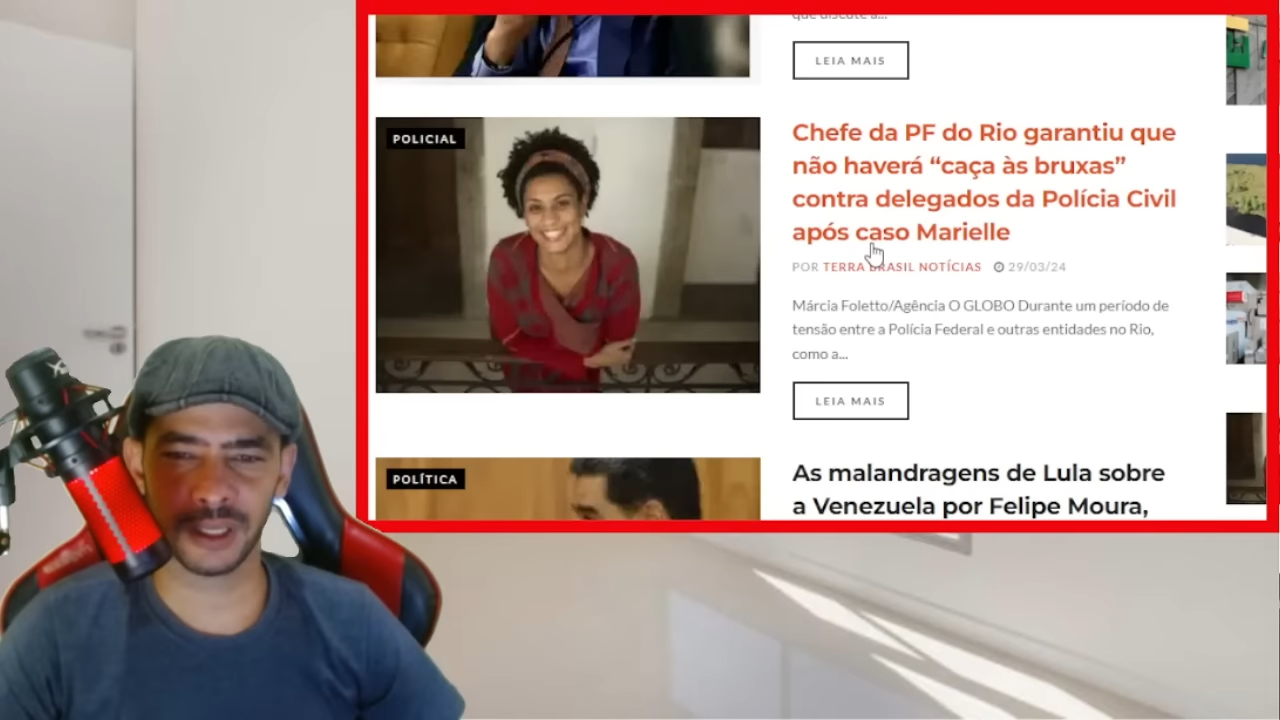 que discute a...
LEIA MAIS
POLICIAL
Chefe da PF do Rio garantiu que
não haverá “caça às bruxas”
contra delegados da Polícia Civil
após caso Marielle
POR TERRA BRASIL NOTÍCIAS 29/03/24
Márcia Foletto/Agência O GLOBO Durante um período de
tensão entre a Polícia Federal e outras entidades no Rio,
como a...
LEIA MAIS
POLÍTICA
As malandragens de Lula sobre
a Venezuela por Felipe Moura,